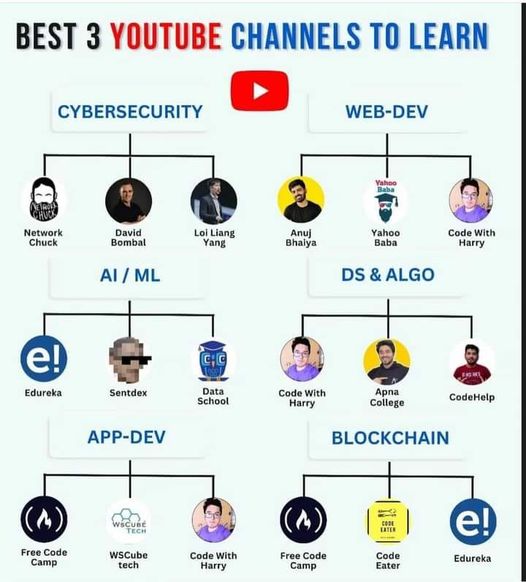 BEST 3 YOUTUBE CHANNELS TO LEARN
CYBERSECURITY
WEB-DEV
NETWORK
CHUCK
Yahoo
Baba
Network
Chuck
David
Bombal
Loi Liang
Yang
Anuj
Bhaiya
Yahoo
Baba
Code With
Harry
AI / ML
DS & ALGO
e!
Edureka
Sentdex
Data
School
Code With
Harry
Apna
College
CodeHelp
APP-DEV
BLOCKCHAIN
WSCUBE
TECH
CODE
EATER
e!
Free Code
Camp
WSCube
tech
Code With
Harry
Free Code
Camp
Code
Eater
Edureka